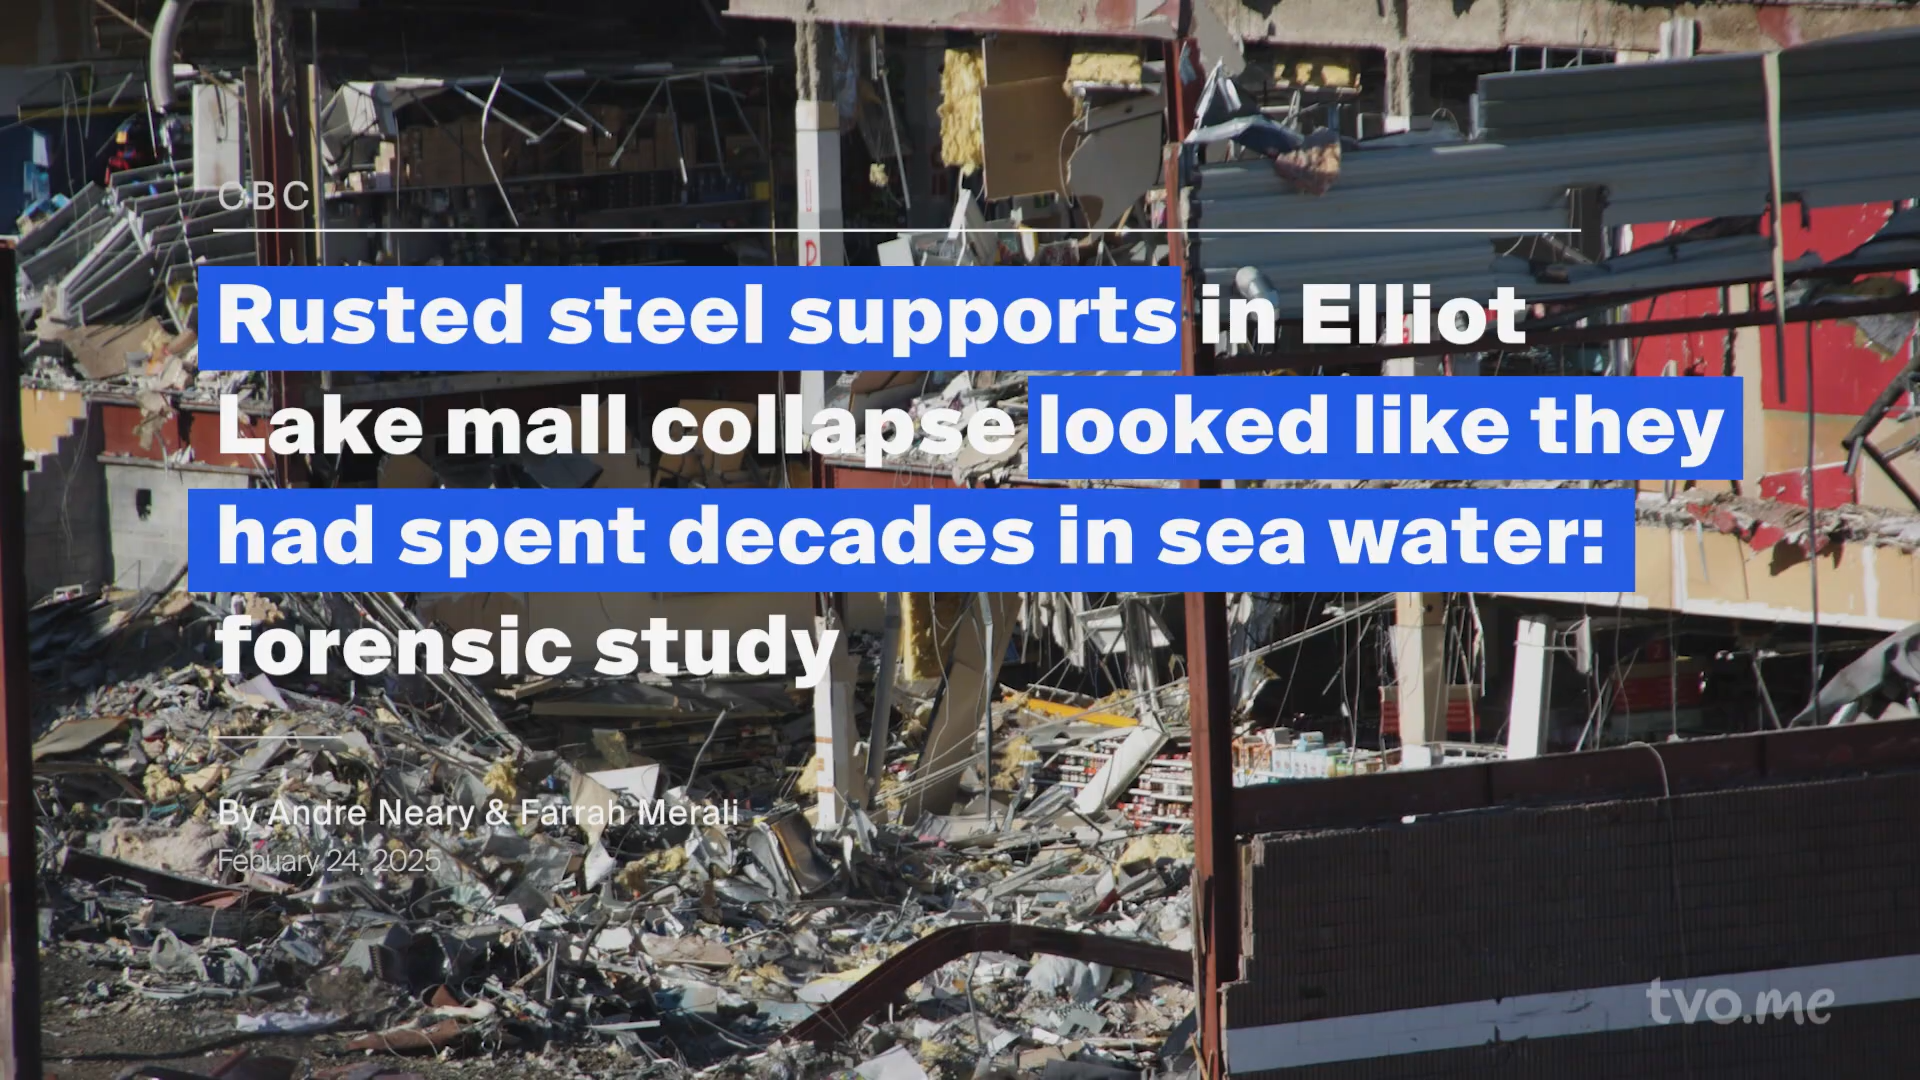 CBC
Rusted steel supports in Elliot
Lake mall collapse looked like they
had spent decades in sea water:
forensic study
By Andre Neary & Farrah Merali
Febuary 24, 2025
tvo.me